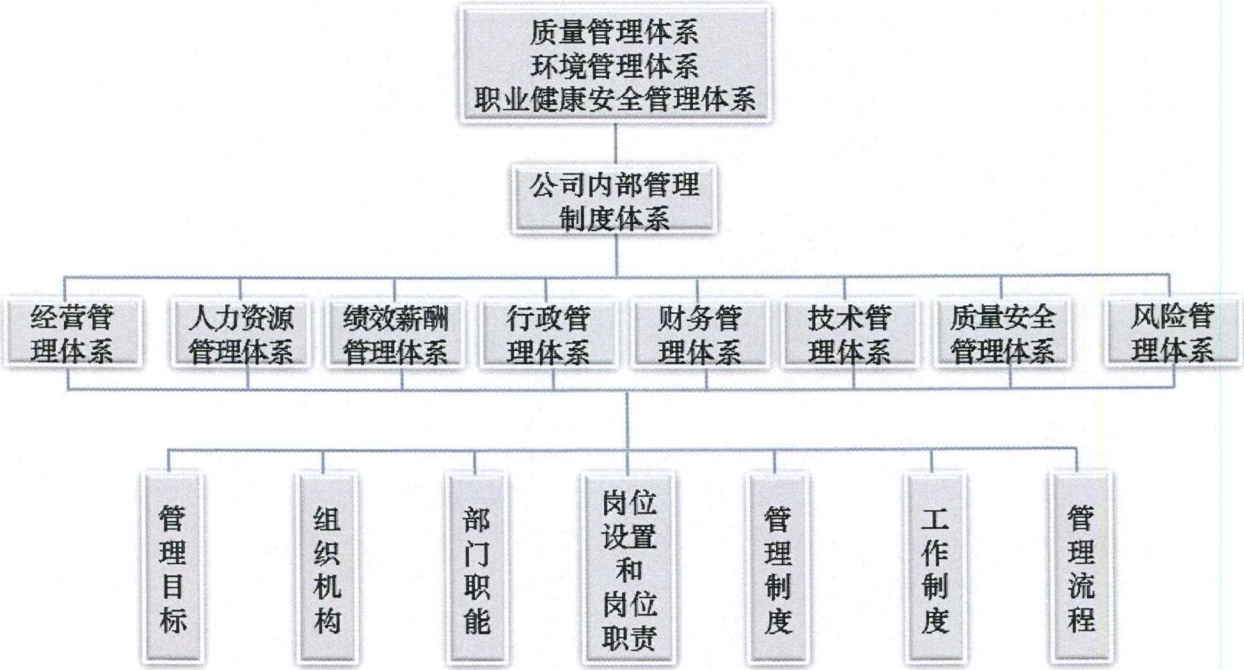 质量管理体系
环境管理体系
职业健康安全管理体系
公司内部管理
制度体系
经营管
理体系
人力资源
管理体系
绩效薪酬
管理体系
行政管
理体系
财务管
理体系
技术管
理体系
质量安全
管理体系
风险管
理体系
管理目标
组织机构
部门职能
岗位
设置
和
岗位
职责
管理制度
工作制度
管理流程